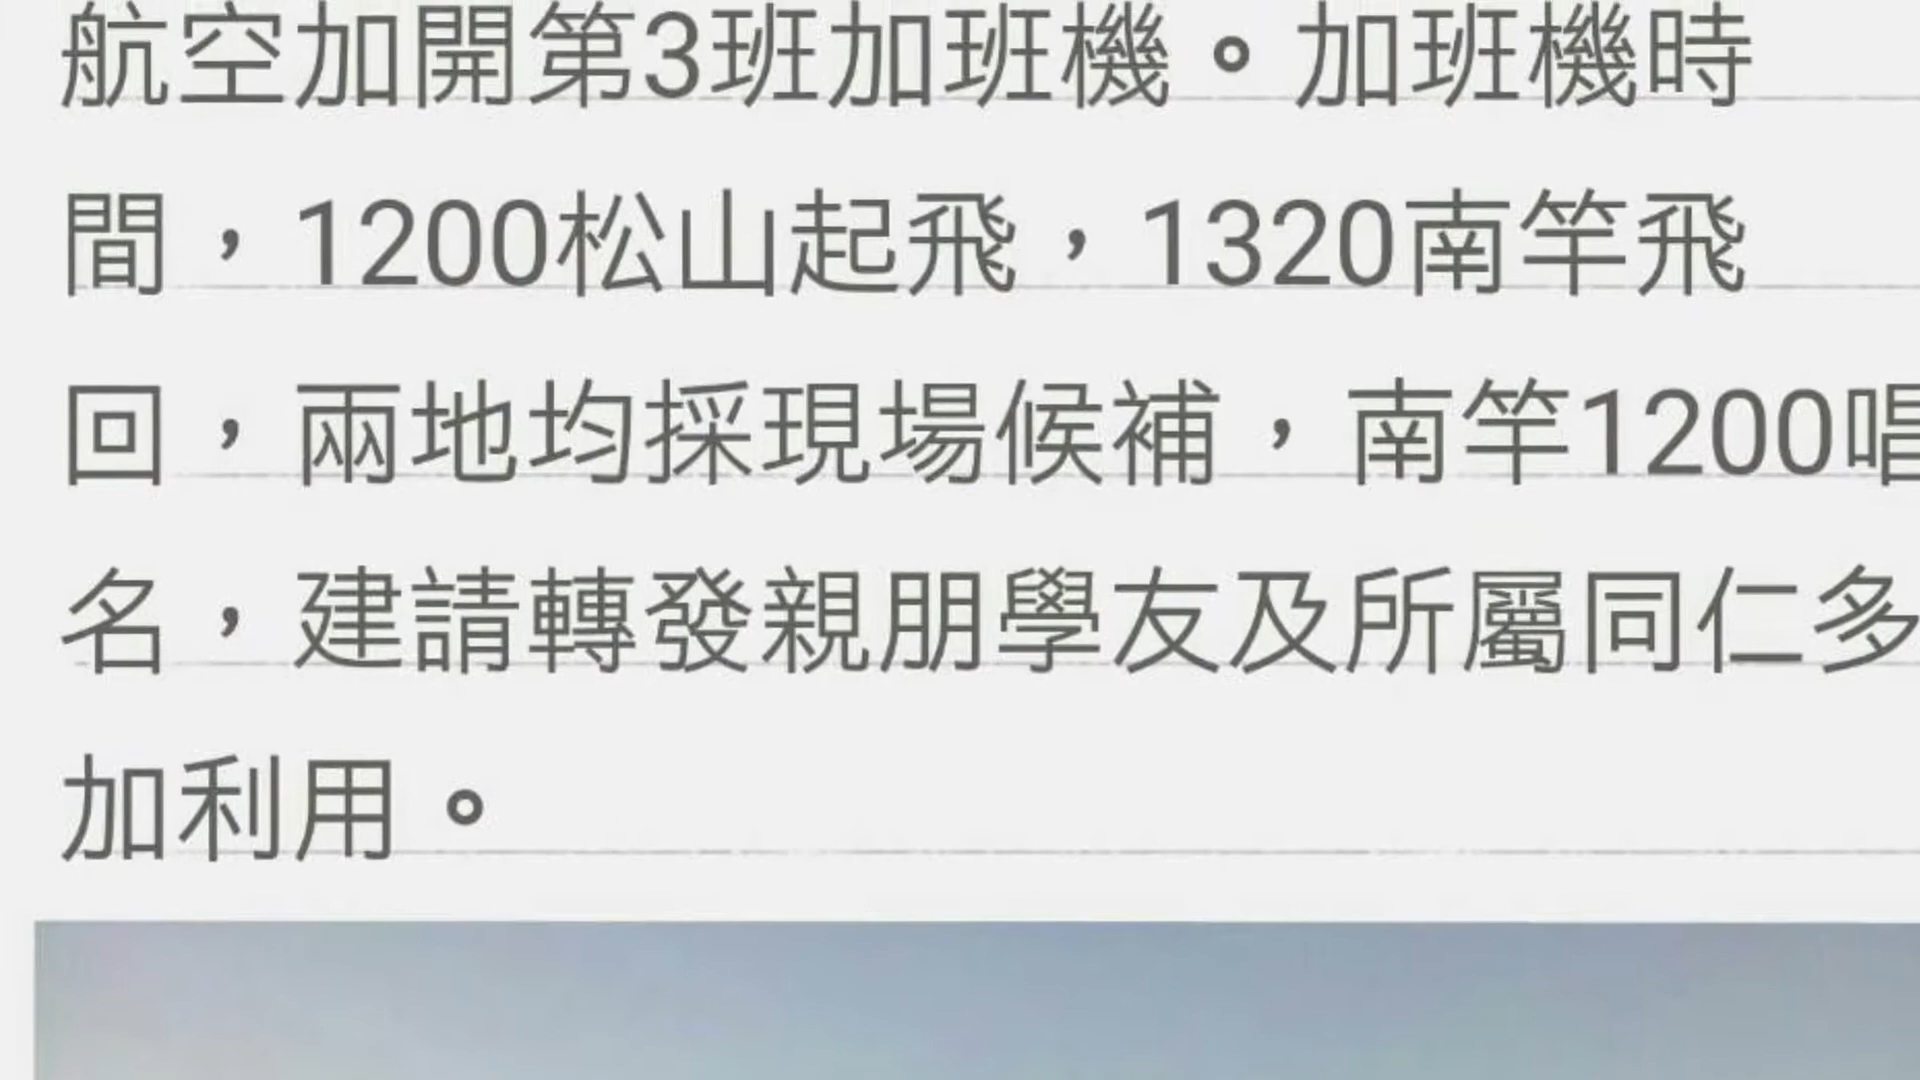 航空加開第3班加班機。加班機時
間，1200松山起飛，1320南竿飛
回，兩地均採現場候補，南竿1200唱
名，建請轉發親朋學友及所屬同仁多
加利用。